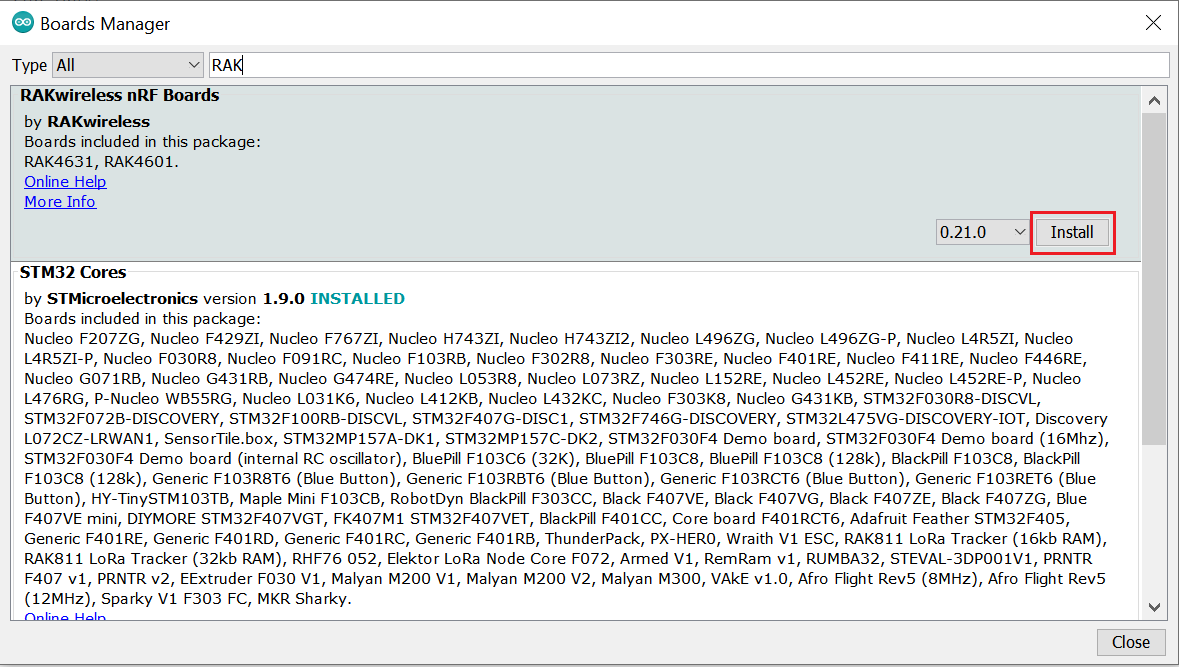 Boards Manager
Type All RAK
RAKwireless nRF Boards
by RAKwireless
Boards included in this package:
RAK4631, RAK4601.
Online Help
More Info
0.21.0 Install
STM32 Cores
by STMicroelectronics version 1.9.0 INSTALLED
Boards included in this package:
Nucleo F207ZG, Nucleo F429ZI, Nucleo F767ZI, Nucleo H743ZI, Nucleo H743ZI2, Nucleo L496ZG, Nucleo L496ZG-P, Nucleo L4R5ZI, Nucleo
L4R5ZI-P, Nucleo F030R8, Nucleo F091RC, Nucleo F103RB, Nucleo F302R8, Nucleo F303RE, Nucleo F401RE, Nucleo F411RE, Nucleo F446RE,
Nucleo G071RB, Nucleo G431RB, Nucleo G474RE, Nucleo L053R8, Nucleo L073RZ, Nucleo L152RE, Nucleo L452RE, Nucleo L452RE-P, Nucleo
L476RG, P-Nucleo WB55RG, Nucleo L031K6, Nucleo L412KB, Nucleo L432KC, Nucleo F303K8, Nucleo G431KB, STM32F030R8-DISCVL,
STM32F072B-DISCOVERY, STM32F100RB-DISCVL, STM32F407G-DISC1, STM32F746G-DISCOVERY, STM32L475VG-DISCOVERY-IOT, Discovery
L072CZ-LRWAN1, SensorTile.box, STM32MP157A-DK1, STM32MP157C-DK2, STM32F030F4 Demo board, STM32F030F4 Demo board (16Mhz),
STM32F030F4 Demo board (internal RC oscillator), BluePill F103C6 (32K), BluePill F103C8, BluePill F103C8 (128k), BlackPill F103C8, BlackPill
F103C8 (128k), Generic F103R8T6 (Blue Button), Generic F103RBT6 (Blue Button), Generic F103RCT6 (Blue Button), Generic F103RET6 (Blue
Button), HY-TinySTM103TB, Maple Mini F103CB, RobotDyn BlackPill F303CC, Black F407VE, Black F407VG, Black F407ZE, Black F407ZG, Blue
F407VE mini, DIYMORE STM32F407VGT, FK407M1 STM32F407VET, BlackPill F401CC, Core board F401RCT6, Adafruit Feather STM32F405,
Generic F401RE, Generic F401RD, Generic F401RC, Generic F401RB, ThunderPack, PX-HER0, Wraith V1 ESC, RAK811 LoRa Tracker (16kb RAM),
RAK811 LoRa Tracker (32kb RAM), RHF76 052, Elektor LoRa Node Core F072, Armed V1, RemRam v1, RUMBA32, STEVAL-3DP001V1, PRNTR
F407 v1, PRNTR v2, EExtruder F030 V1, Malyan M200 V1, Malyan M200 V2, Malyan M300, VAkE v1.0, Afro Flight Rev5 (8MHz), Afro Flight Rev5
(12MHz), Sparky V1 F303 FC, MKR Sharky.
Online Help
Close